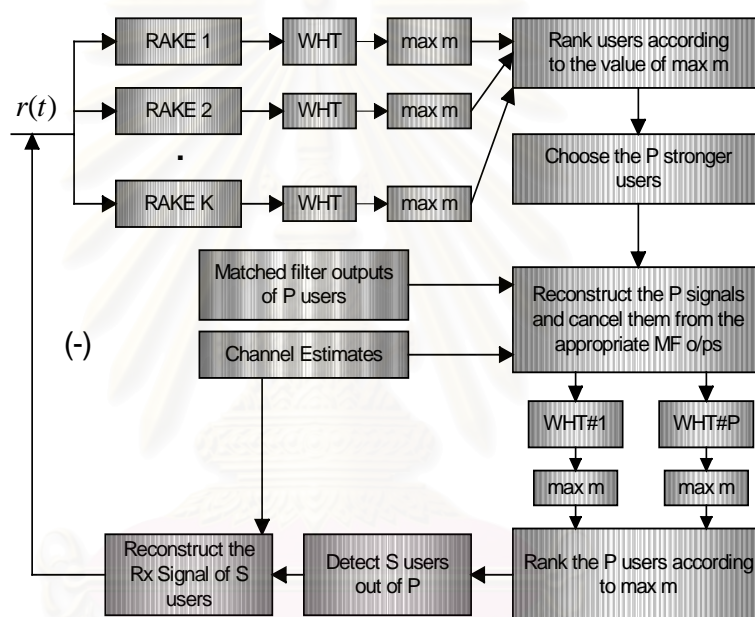 RAKE 1
WHT
max m
Rank users according
to the value of max m
r(t)
RAKE 2
WHT
max m
.
Choose the P stronger
users
RAKE K
WHT
max m
Matched filter outputs
of P users
Reconstruct the P signals
and cancel them from the
appropriate MF o/ps
(-)
Channel Estimates
WHT#1
WHT#P
max m
max m
Reconstruct the
Rx Signal of S
users
Detect S users
out of P
Rank the P users according
to max m